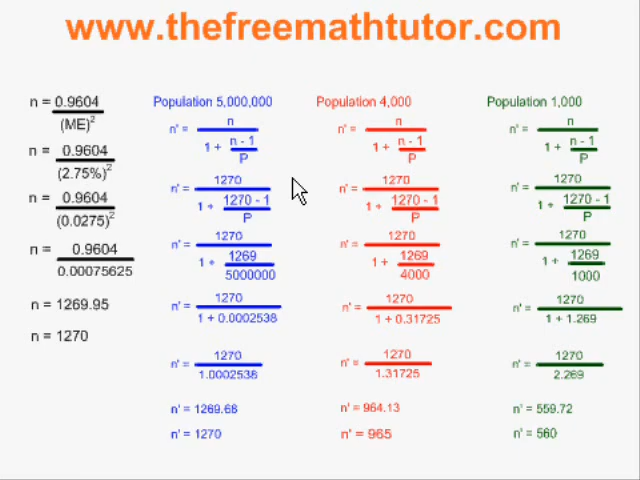 www.thefreemathtutor.com
n = 0.9604
(ME)²
n = 0.9604
(2.75%)²
n = 0.9604
(0.0275)²
n = 0.9604
0.00075625
n = 1269.95
n = 1270
Population 5,000,000
n' = n
1 + n - 1
P
n' = 1270
1 + 1270 - 1
P
n' = 1270
1 + 1269
5000000
n' = 1270
1 + 0.0002538
n' = 1270
1.0002538
n' = 1269.68
n' = 1270
Population 4,000
n' = n
1 + n - 1
P
n' = 1270
1 + 1270 - 1
P
n' = 1270
1 + 1269
4000
n' = 1270
1 + 0.31725
n' = 1270
1.31725
n' = 964.13
n' = 965
Population 1,000
n' = n
1 + n - 1
P
n' = 1270
1 + 1270 - 1
P
n' = 1270
1 + 1269
1000
n' = 1270
1 + 1.269
n' = 1270
2.269
n' = 559.72
n' = 560